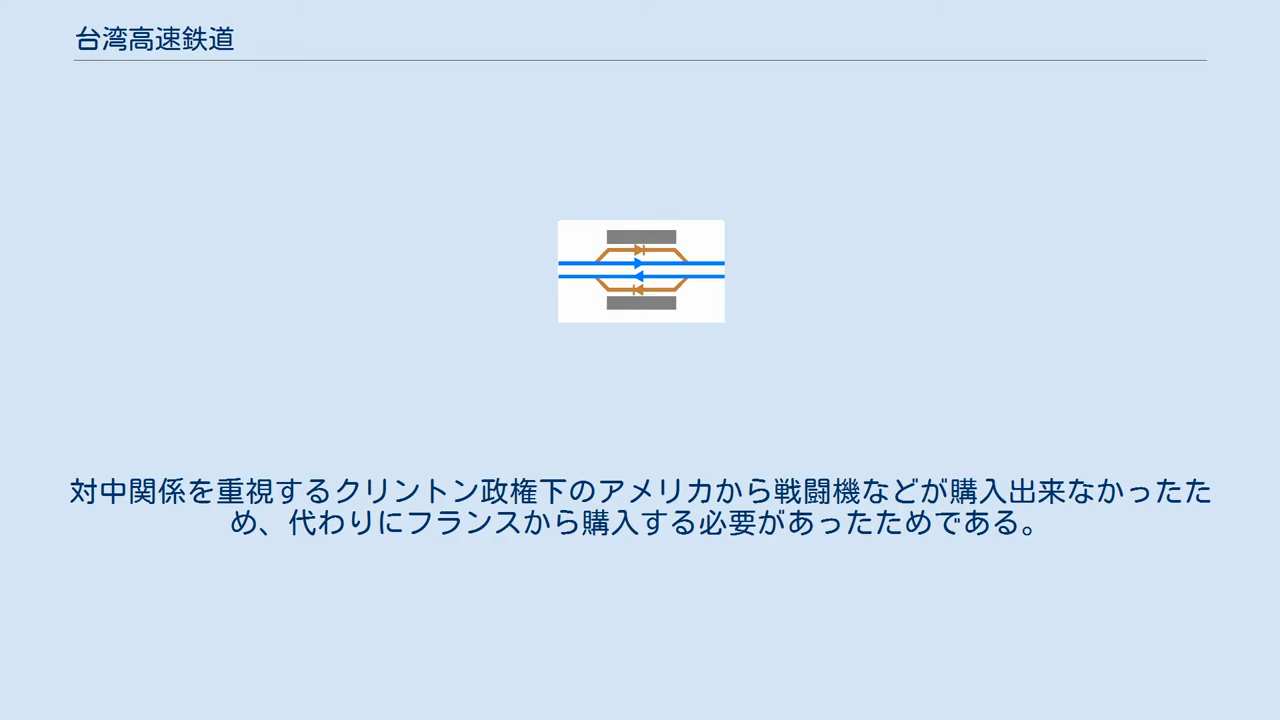 台湾高速鉄道
対中関係を重視するクリントン政権下のアメリカから戦闘機などが購入出来なかったた
め、代わりにフランスから購入する必要があったためである。